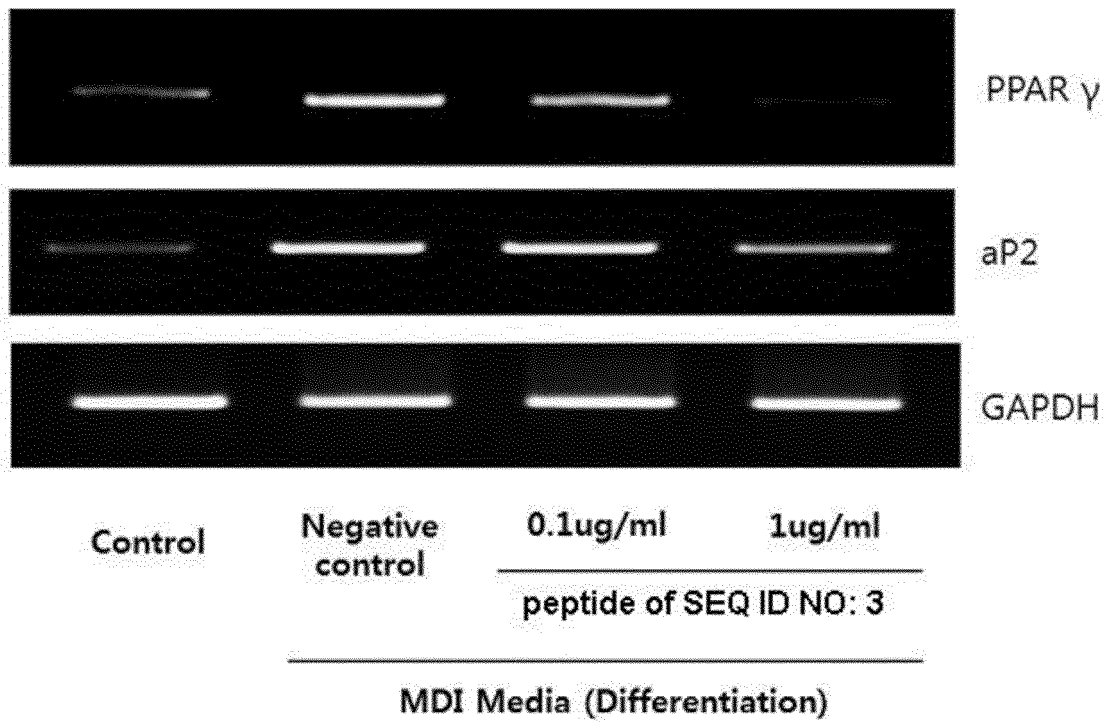 PPAR γ
aP2
GAPDH
Control
Negative
control
0.1ug/ml
1ug/ml
peptide of SEQ ID NO: 3
MDI Media (Differentiation)